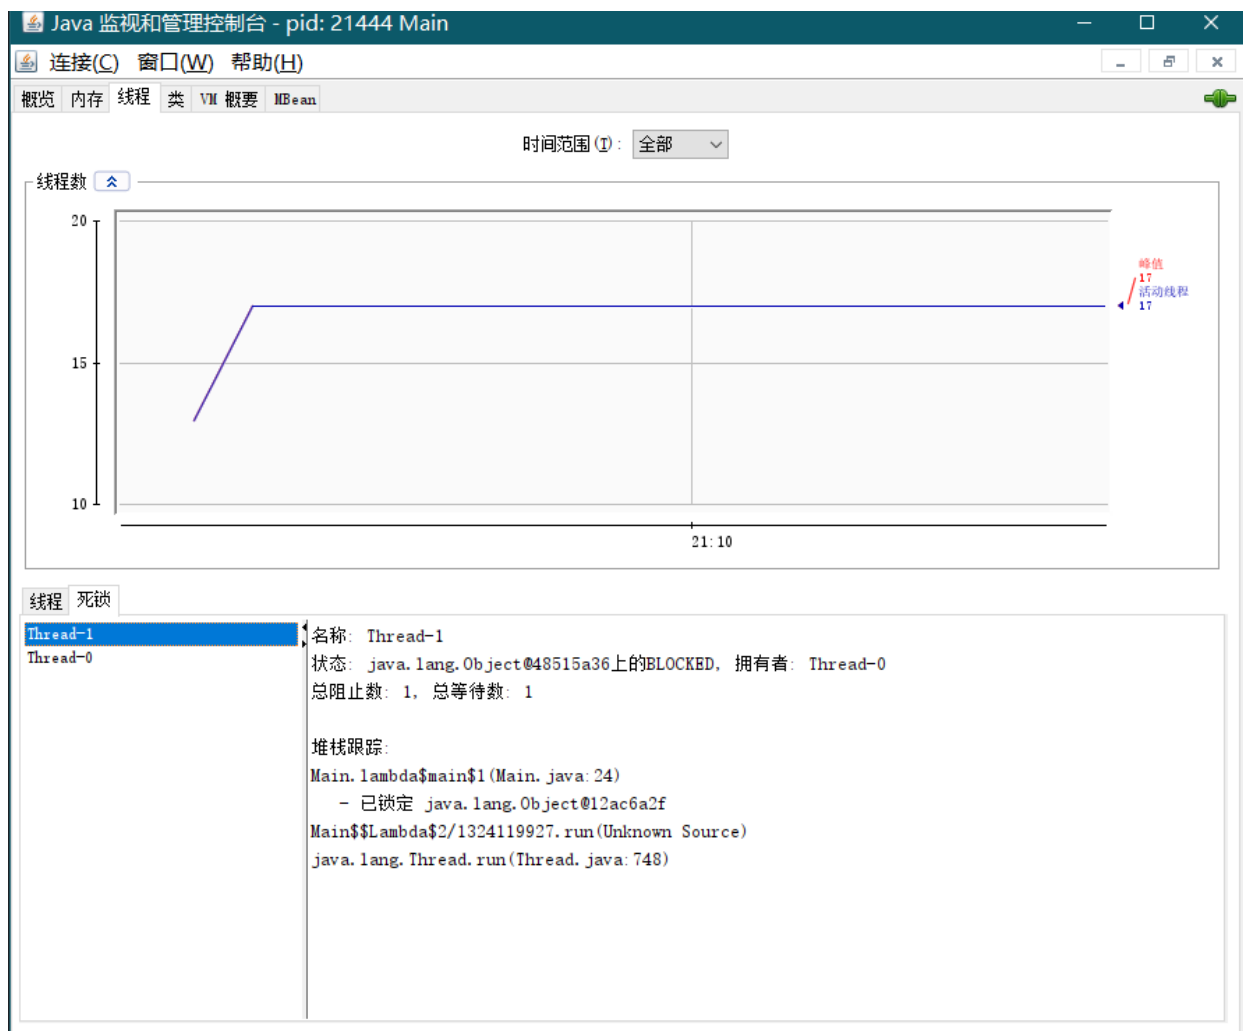 Java 监视和管理控制台 - pid: 21444 Main
连接(C) 窗口(W) 帮助(H)
概览 内存 线程 类 VM 概要 MBean
时间范围(T): 全部
线程数
20
15
10
峰值
17
活动线程
17
21:10
线程 死锁
Thread-1
Thread-0
名称: Thread-1
状态: java.lang.Object@48515a36上的BLOCKED, 拥有者: Thread-0
总阻止数: 1, 总等待数: 1
堆栈跟踪:
Main.lambda$main$1(Main.java:24)
- 已锁定 java.lang.Object@12ac6a2f
Main$$Lambda$2/1324119927.run(Unknown Source)
java.lang.Thread.run(Thread.java:748)